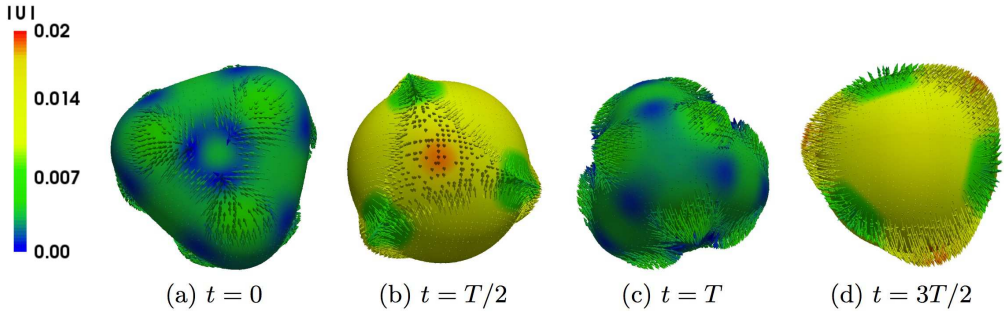 |U|
0.02
0.014
0.007
0.00
(a) t = 0
(b) t = T/2
(c) t = T
(d) t = 3T/2